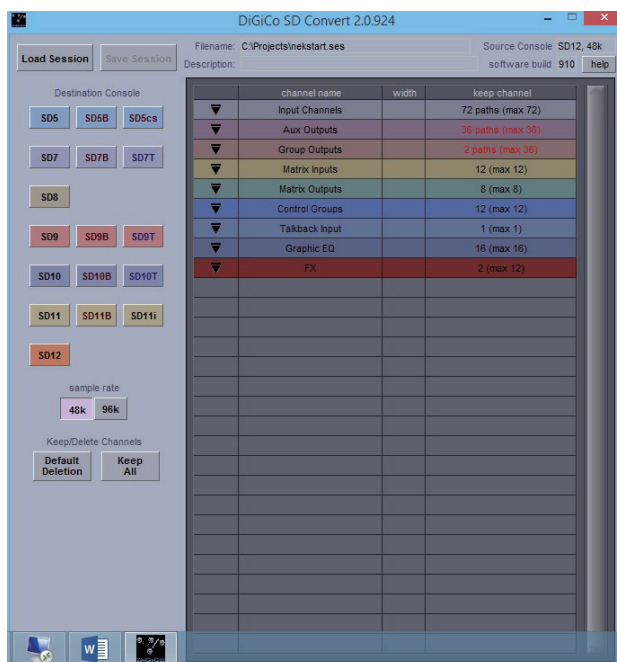 DiGiCo SD Convert 2.0.924
Load Session
Save Session
Filename: C:\Projects\nekstart.ses
Source Console SD12, 48k
Description:
software build 910 help
Destination Console
SD5 SD5B SD5cs
SD7 SD7B SD7T
SD8
SD9 SD9B SD9T
SD10 SD10B SD10T
SD11 SD11B SD11i
SD12
sample rate
48k 96k
Keep/Delete Channels
Default Deletion
Keep All
channel name width keep channel
Input Channels 72 paths (max 72)
Aux Outputs 36 paths (max 36)
Group Outputs 2 paths (max 36)
Matrix Inputs 12 (max 12)
Matrix Outputs 8 (max 8)
Control Groups 12 (max 12)
Talkback Input 1 (max 1)
Graphic EQ 16 (max 16)
FX 2 (max 12)
W